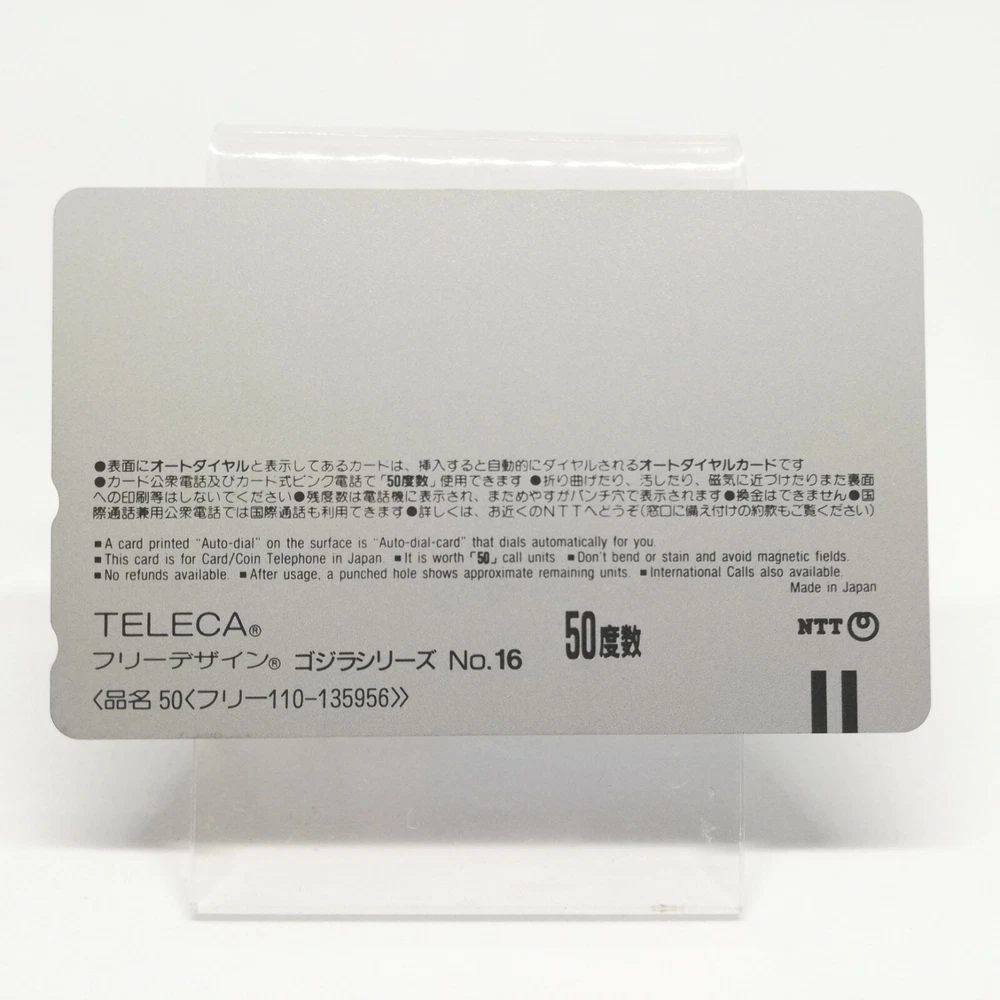 ●表面にオートダイヤルと表示してあるカードは、挿入すると自動的にダイヤルされるオートダイヤルカードです
●カード公衆電話及びカード式ピンク電話で「50度数」使用できます ●折り曲げたり、汚したり、磁気に近づけたりまた裏面
への印刷等はしないでください ●残度数は電話機に表示され、まためやすがパンチ穴で表示されます ●換金はできません ●国
際通話兼用公衆電話では国際通話も利用できます ●詳しくは、お近くのNTTへどうぞ(窓口に備え付けの約款もご覧ください)
■A card printed "Auto-dial" on the surface is "Auto-dial-card" that dials automatically for you.
■This card is for Card/Coin Telephone in Japan. ■It is worth「50」call units ■Don't bend or stain and avoid magnetic fields.
■No refunds available. ■After usage, a punched hole shows approximate remaining units. ■International Calls also available.
Made in Japan
TELECA®
50度数
NTT
フリーデザイン® ゴジラシリーズ No.16
〈品名 50〈フリー110-135956〉〉